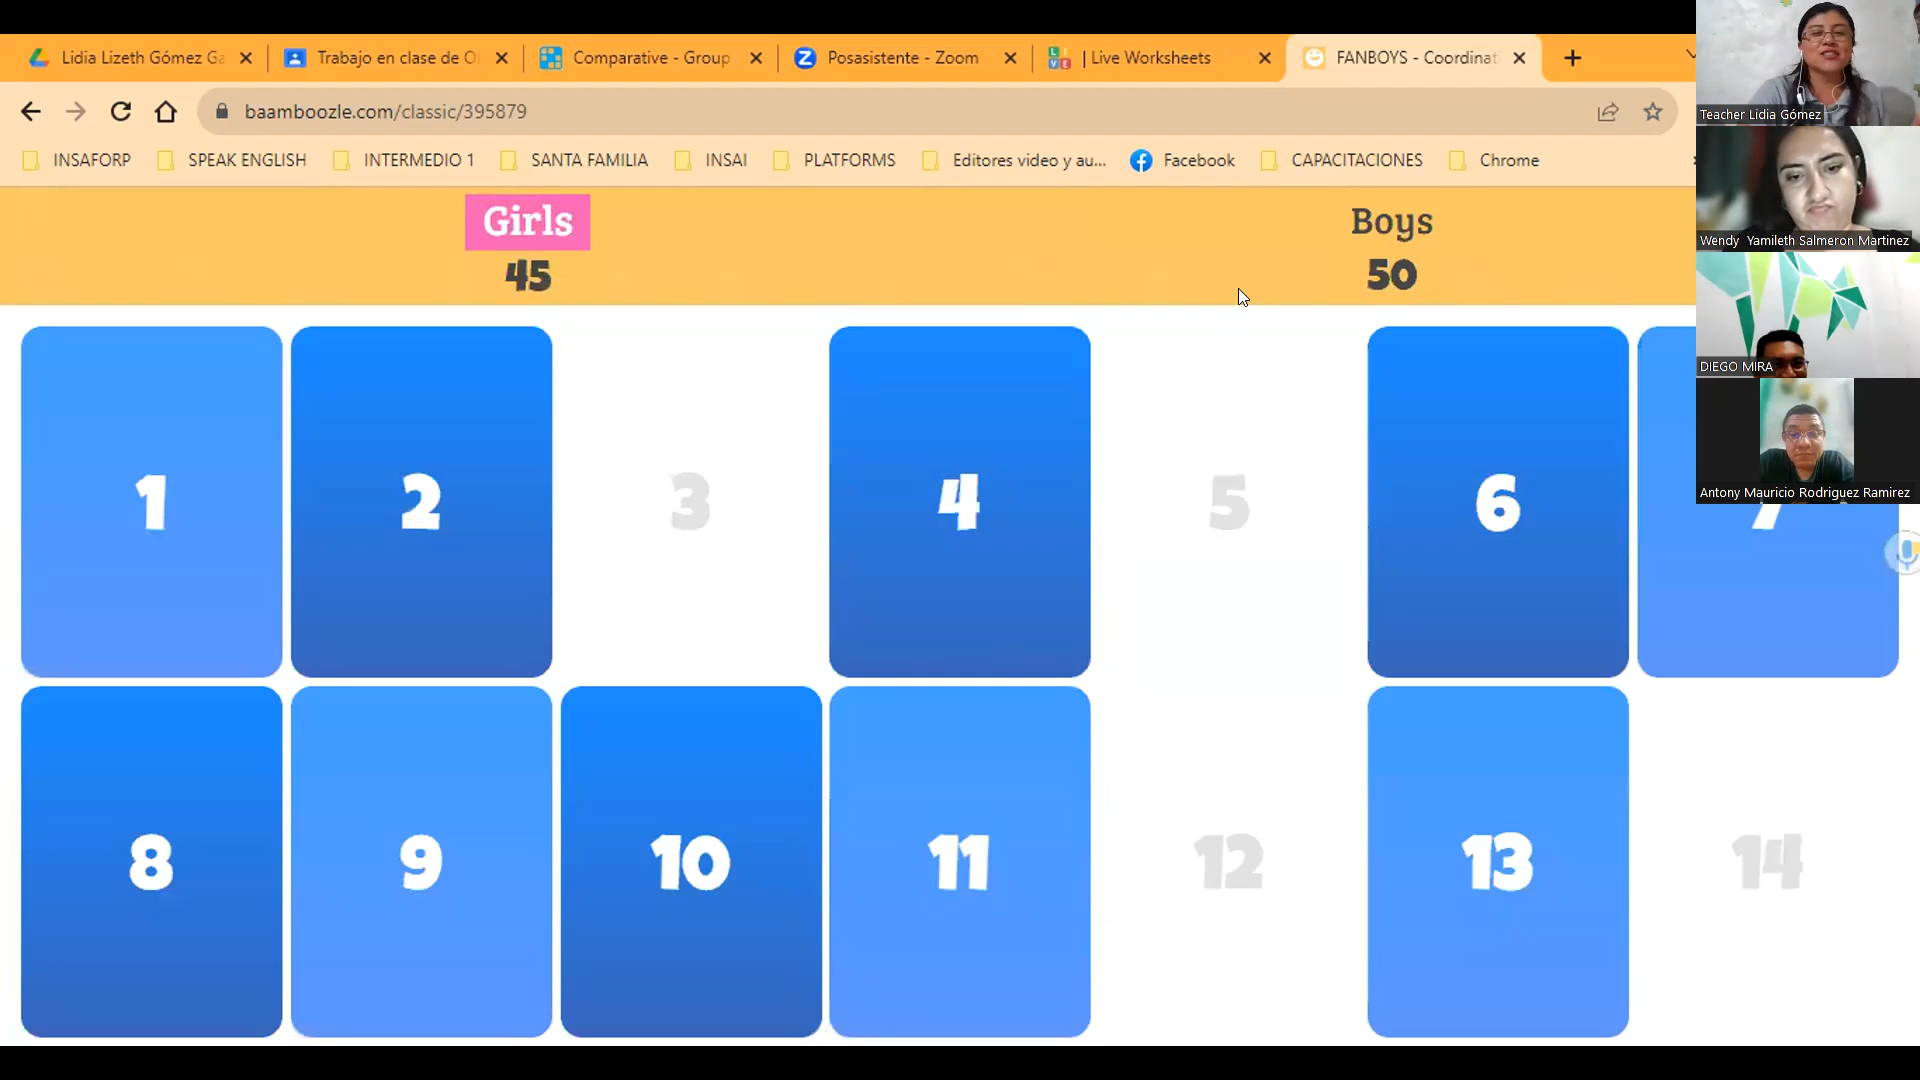 Lidia Lizeth Gómez Ga
Trabajo en clase de O
Comparative - Group
Posasistente - Zoom
| Live Worksheets
FANBOYS - Coordinat
baamboozle.com/classic/395879
INSAFORP
SPEAK ENGLISH
INTERMEDIO 1
SANTA FAMILIA
INSAI
PLATFORMS
Editores video y au...
Facebook
CAPACITACIONES
Chrome
Girls
45
Boys
50
1
2
3
4
5
6
7
8
9
10
11
12
13
14
Teacher Lidia Gómez
Wendy Yamileth Salmeron Martinez
DIEGO MIRA
Antony Mauricio Rodriguez Ramirez